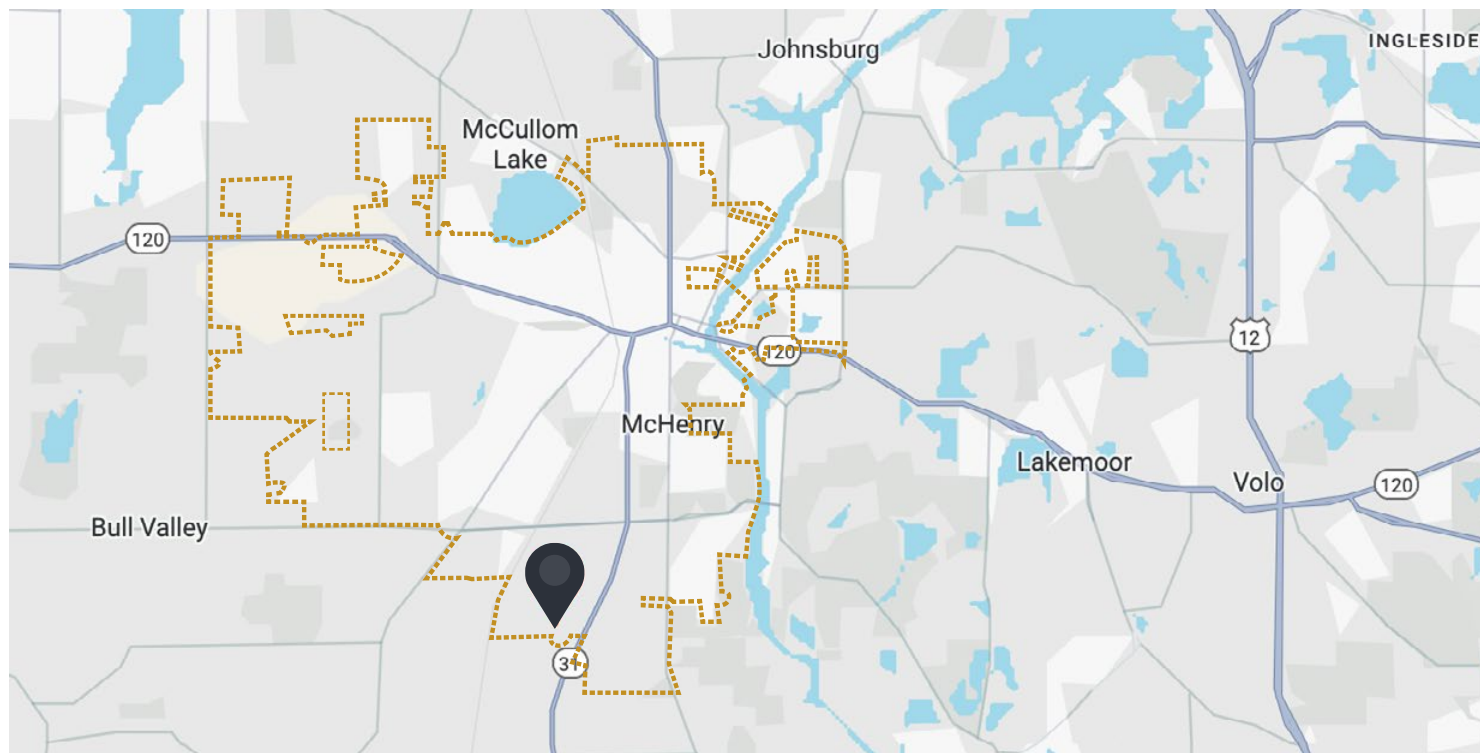 Johnsburg
INGLESIDE
McCullom
Lake
120
12
120
McHenry
Lakemoor
Volo
120
Bull Valley
31